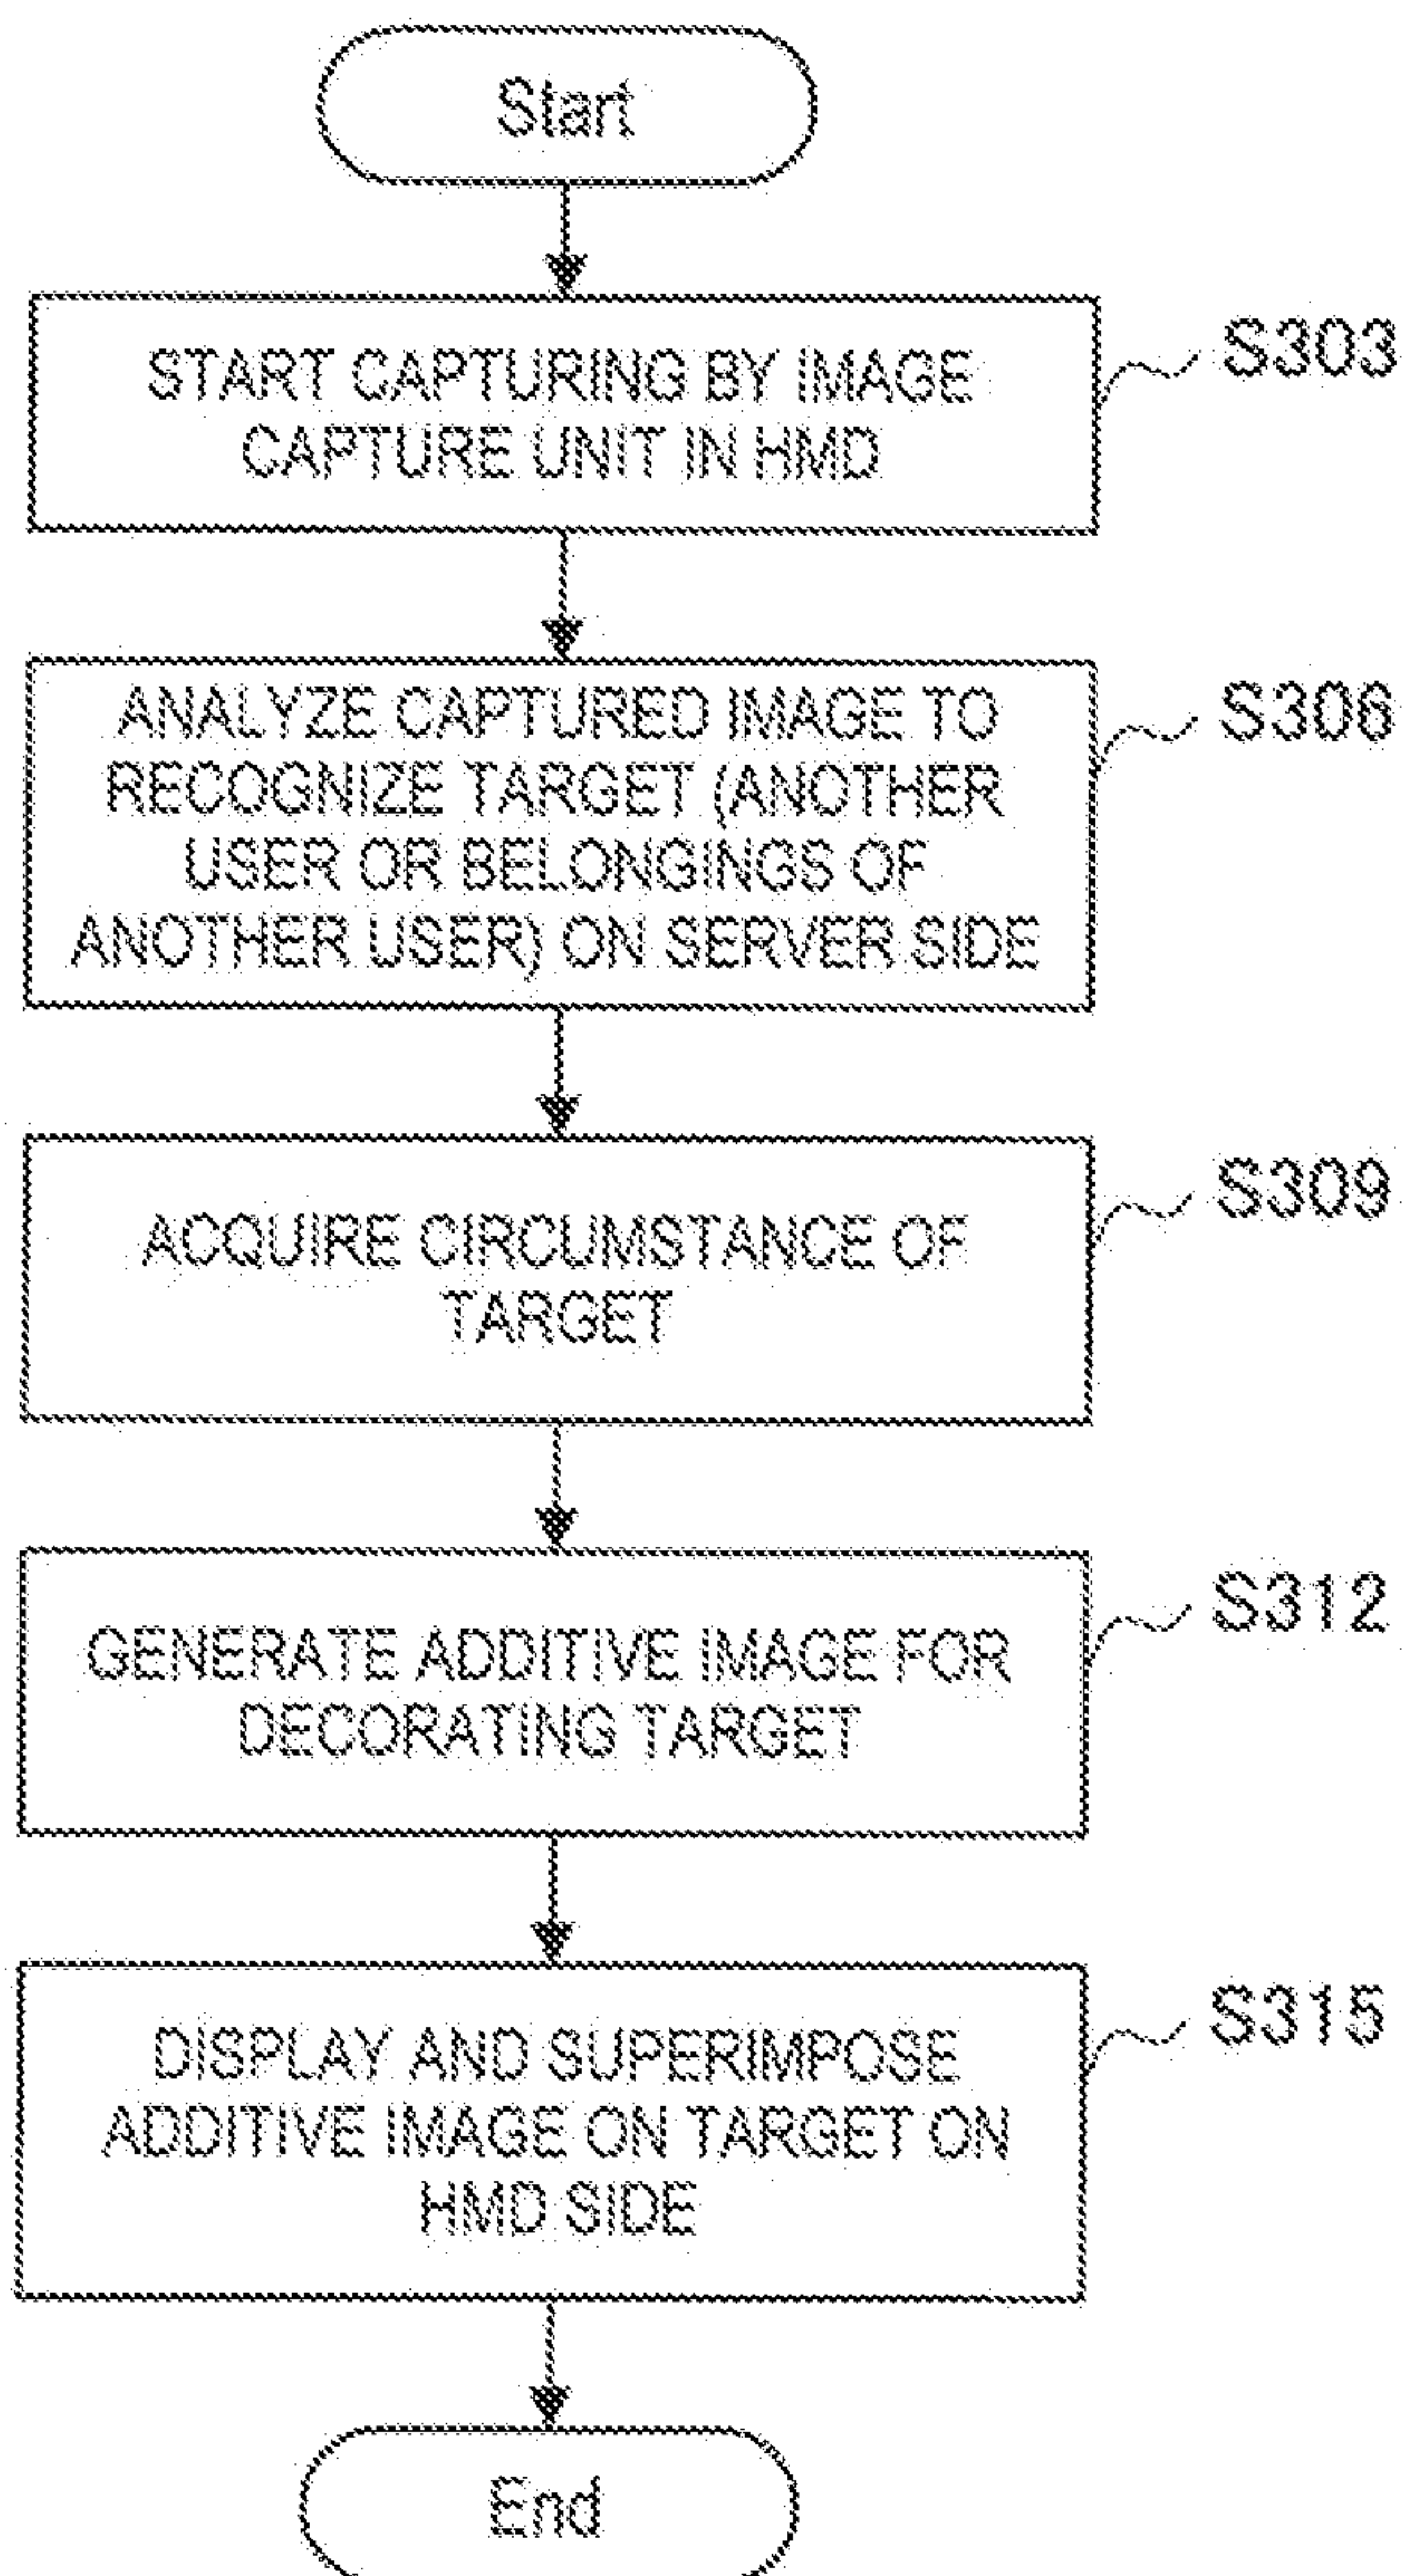 Start
START CAPTURING BY IMAGE
CAPTURE UNIT IN HMD
S303
ANALYZE CAPTURED IMAGE TO
RECOGNIZE TARGET (ANOTHER
USER OR BELONGINGS OF
ANOTHER USER) ON SERVER SIDE
S306
ACQUIRE CIRCUMSTANCE OF
TARGET
S309
GENERATE ADDITIVE IMAGE FOR
DECORATING TARGET
S312
DISPLAY AND SUPERIMPOSE
ADDITIVE IMAGE ON TARGET ON
HMD SIDE
S315
End